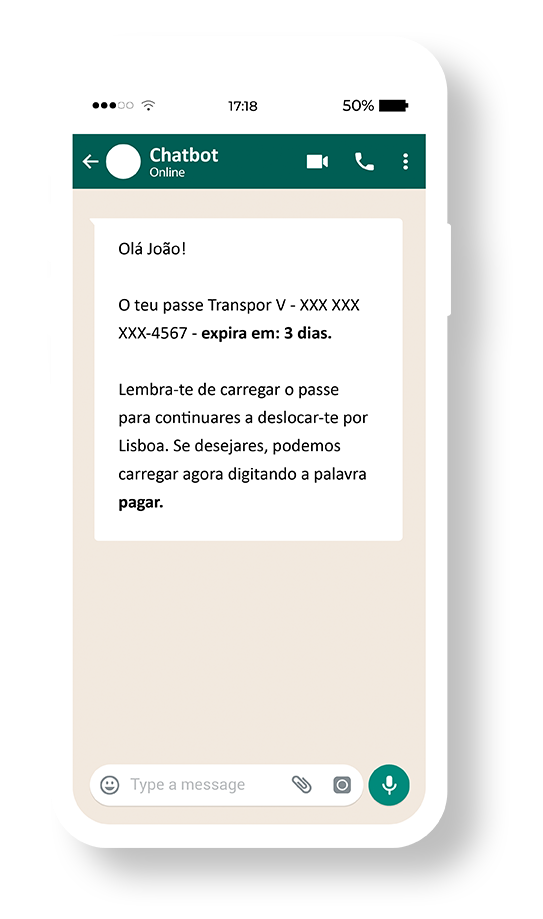 17:18
50%
Chatbot
Online
Olá João!
O teu passe Transpor V - XXX XXX
XXX-4567 - expira em: 3 dias.
Lembra-te de carregar o passe
para continuares a deslocar-te por
Lisboa. Se desejares, podemos
carregar agora digitando a palavra
pagar.
Type a message